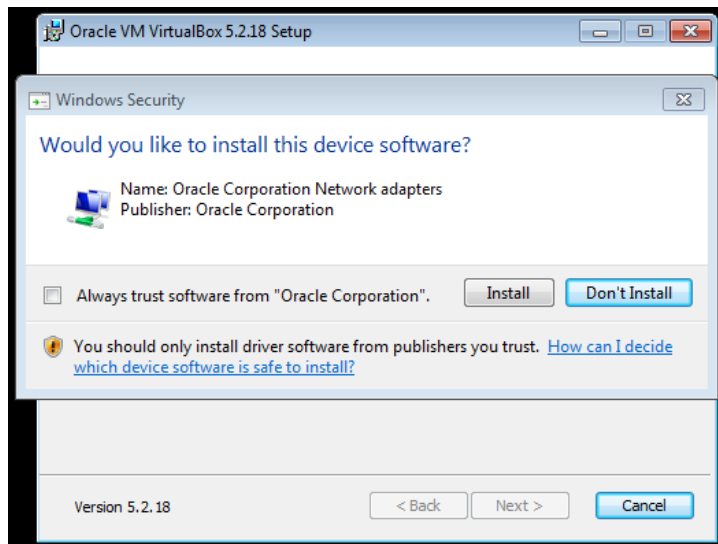 Oracle VM VirtualBox 5.2.18 Setup
Windows Security
Would you like to install this device software?
Name: Oracle Corporation Network adapters
Publisher: Oracle Corporation
Always trust software from "Oracle Corporation".
Install
Don't Install
You should only install driver software from publishers you trust. How can I decide
which device software is safe to install?
Version 5.2.18
< Back
Next >
Cancel